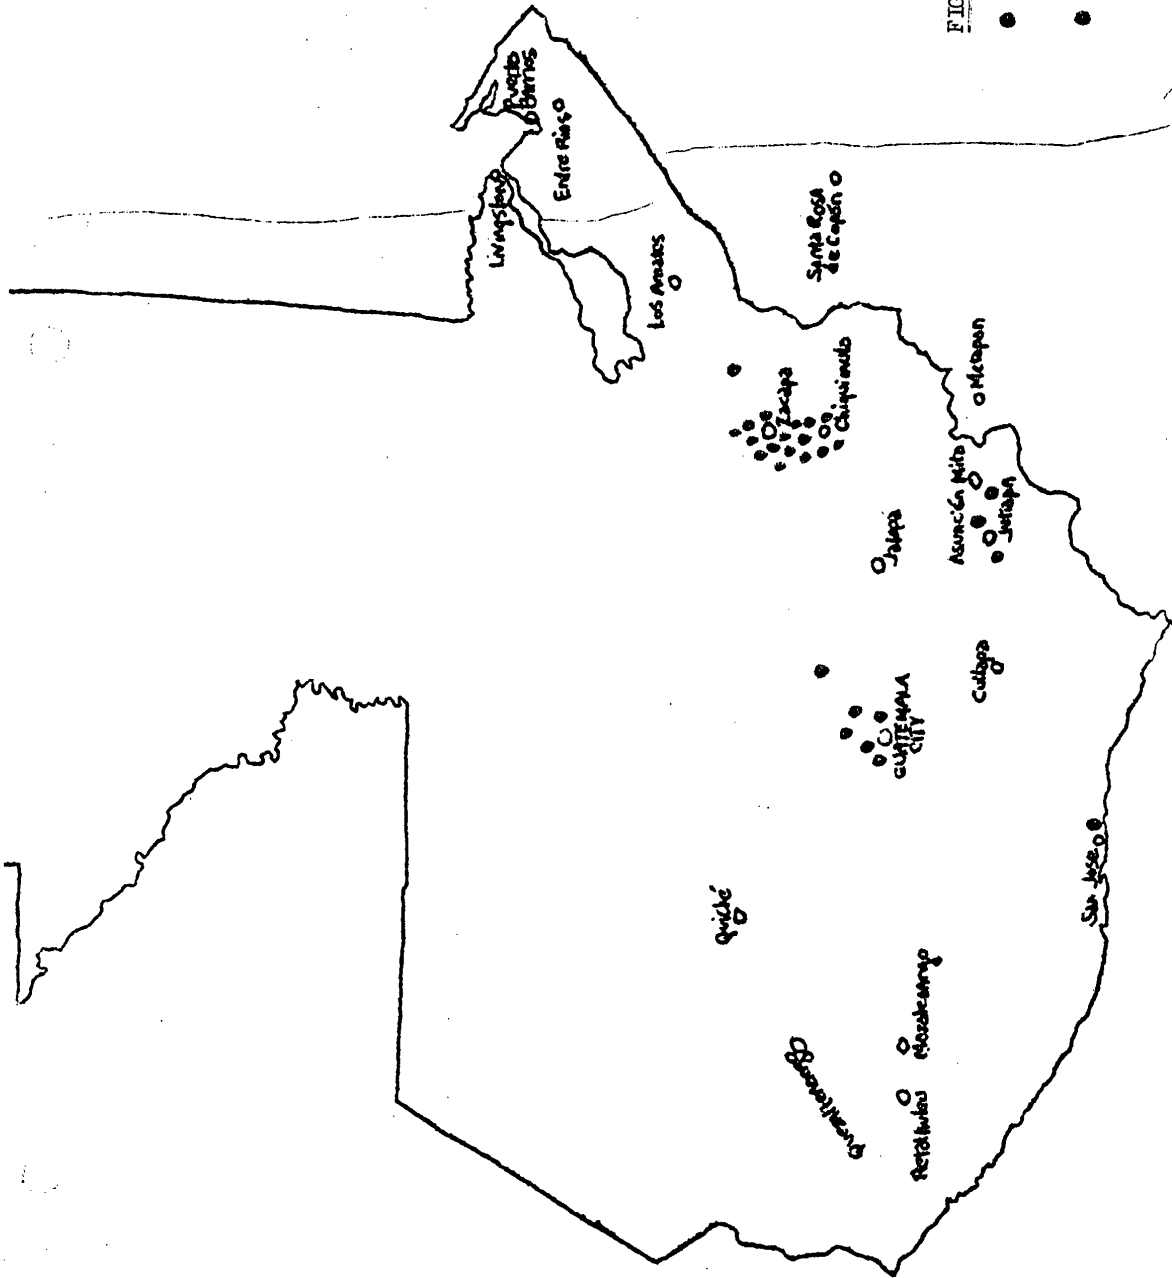 FIG
Puerto
Barrios
Entre Rios
Livingston
Los Amates
Santa Rosa
de Copán
Zacapa
Chiquimula
Metapan
Asunción Mita
Jutiapa
Jalapa
Cuilapa
GUATEMALA
CITY
San Jose
Quiché
Quezaltenango
Mazatenango
Retalhuleu